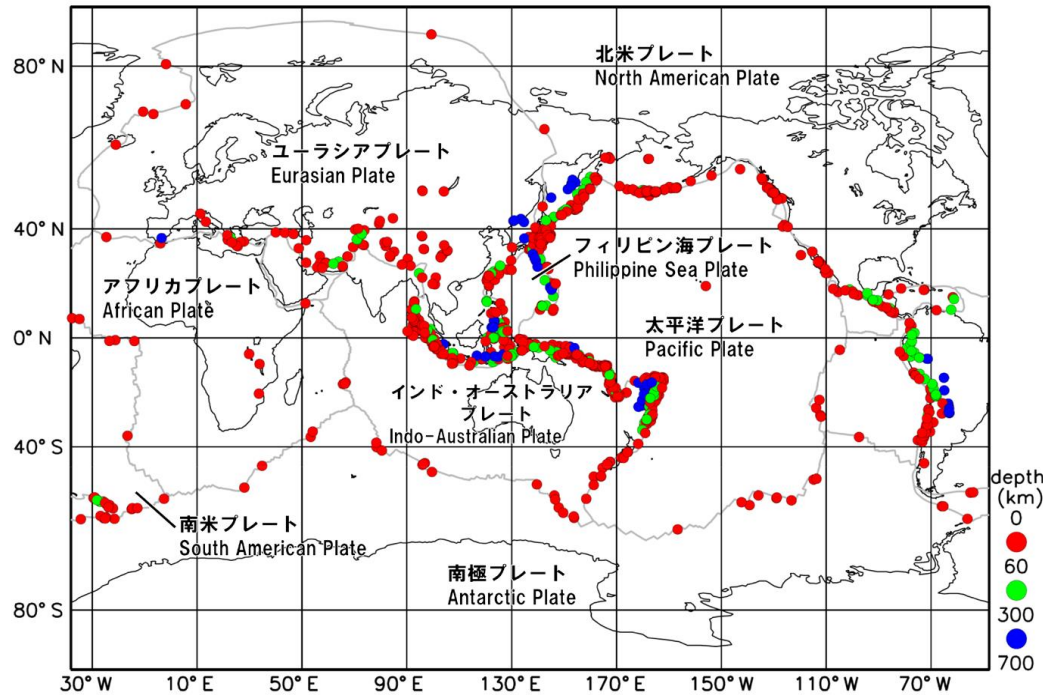 北米プレート
North American Plate
80° N
ユーラシアプレート
Eurasian Plate
40° N
フィリピン海プレート
Philippine Sea Plate
アフリカプレート
African Plate
太平洋プレート
Pacific Plate
0° N
インド・オーストラリア
プレート
Indo-Australian Plate
40° S
南米プレート
South American Plate
南極プレート
Antarctic Plate
80° S
depth
(km)
0
60
300
700
30° W 10° E 50° E 90° E 130° E 170° E 150° W 110° W 70° W